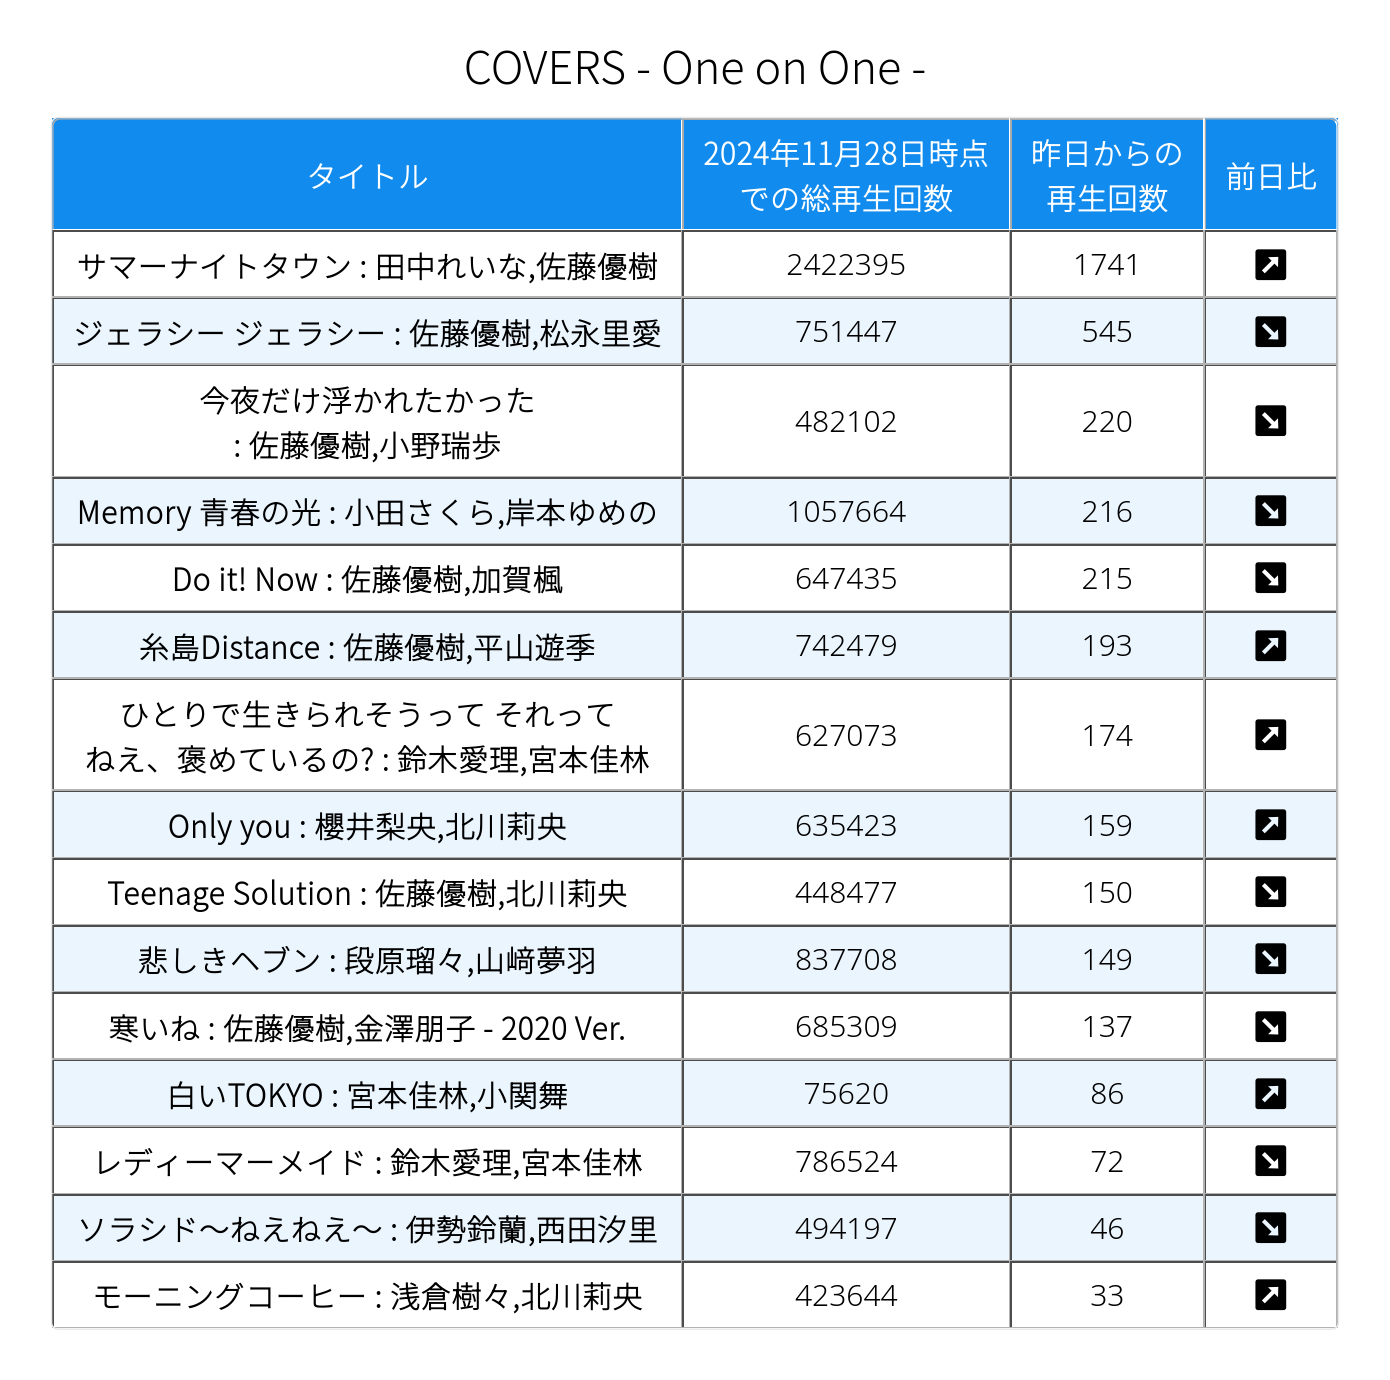 COVERS - One on One -
タイトル
2024年11月28日時点
での総再生回数
昨日からの
再生回数
前日比
サマーナイトタウン : 田中れいな,佐藤優樹
2422395
1741
ジェラシー ジェラシー : 佐藤優樹,松永里愛
751447
545
今夜だけ浮かれたかった
: 佐藤優樹,小野瑞歩
482102
220
Memory 青春の光 : 小田さくら,岸本ゆめの
1057664
216
Do it! Now : 佐藤優樹,加賀楓
647435
215
糸島Distance : 佐藤優樹,平山遊季
742479
193
ひとりで生きられそうって それって
ねえ、褒めているの? : 鈴木愛理,宮本佳林
627073
174
Only you : 櫻井梨央,北川莉央
635423
159
Teenage Solution : 佐藤優樹,北川莉央
448477
150
悲しきヘブン : 段原瑠々,山﨑夢羽
837708
149
寒いね : 佐藤優樹,金澤朋子 - 2020 Ver.
685309
137
白いTOKYO : 宮本佳林,小関舞
75620
86
レディーマーメイド : 鈴木愛理,宮本佳林
786524
72
ソラシド～ねえねえ～ : 伊勢鈴蘭,西田汐里
494197
46
モーニングコーヒー : 浅倉樹々,北川莉央
423644
33